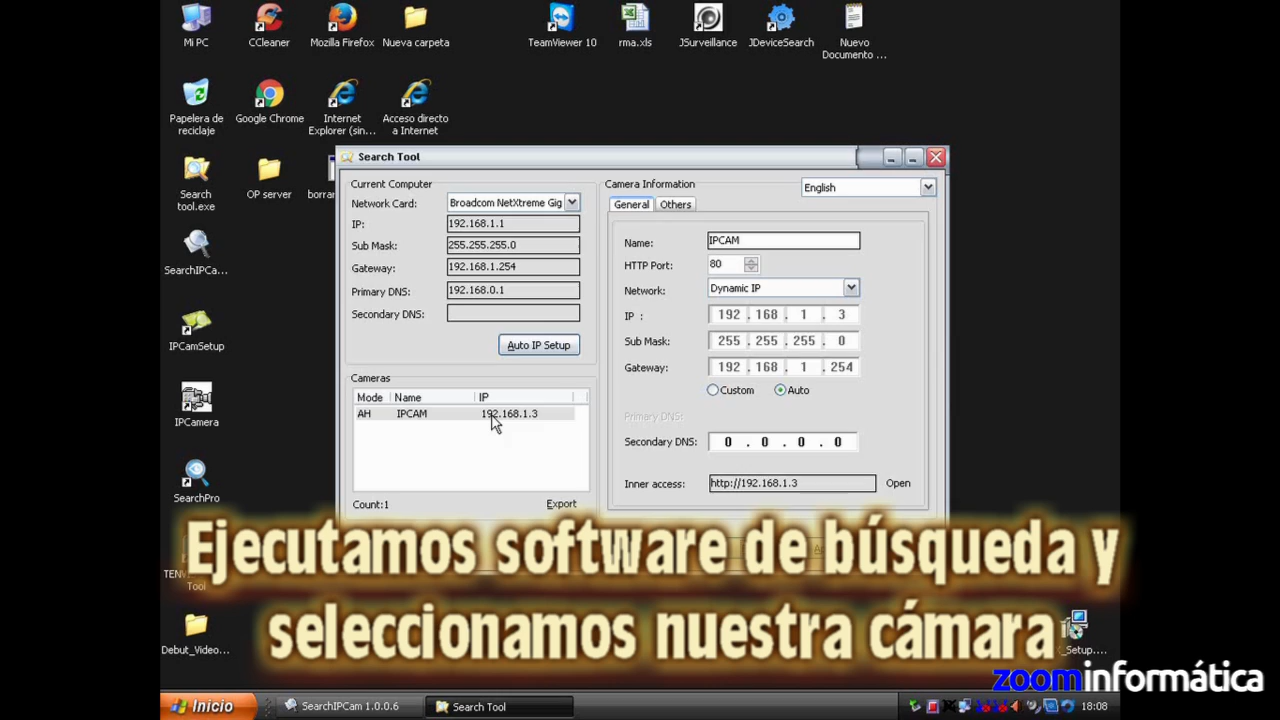 Mi PC
CCleaner
Mozilla Firefox
Nueva carpeta
TeamViewer 10
rma.xls
JSurveillance
JDeviceSearch
Nuevo
Documento ...
Papelera de
reciclaje
Google Chrome
Internet
Explorer (sin...
Acceso directo
a Internet
Search
tool.exe
OP server
borrar
SearchIPCa...
IPCamSetup
IPCamera
SearchPro
Tool
Debut_Video...
_Setup....
Search Tool
Current Computer
Network Card:
Broadcom NetXtreme Gig
IP:
192.168.1.1
Sub Mask:
255.255.255.0
Gateway:
192.168.1.254
Primary DNS:
192.168.0.1
Secondary DNS:
Auto IP Setup
Cameras
Mode Name IP
AH IPCAM 192.168.1.3
Count:1
Export
Camera Information
English
General Others
Name:
IPCAM
HTTP Port:
80
Network:
Dynamic IP
IP :
192 . 168 . 1 . 3
Sub Mask:
255 . 255 . 255 . 0
Gateway:
192 . 168 . 1 . 254
Custom Auto
Primary DNS:
Secondary DNS:
0 . 0 . 0 . 0
Inner access:
http://192.168.1.3
Open
Ejecutamos software de búsqueda y
seleccionamos nuestra cámara
zoominformática
Inicio
SearchIPCam 1.0.0.6
Search Tool
18:08